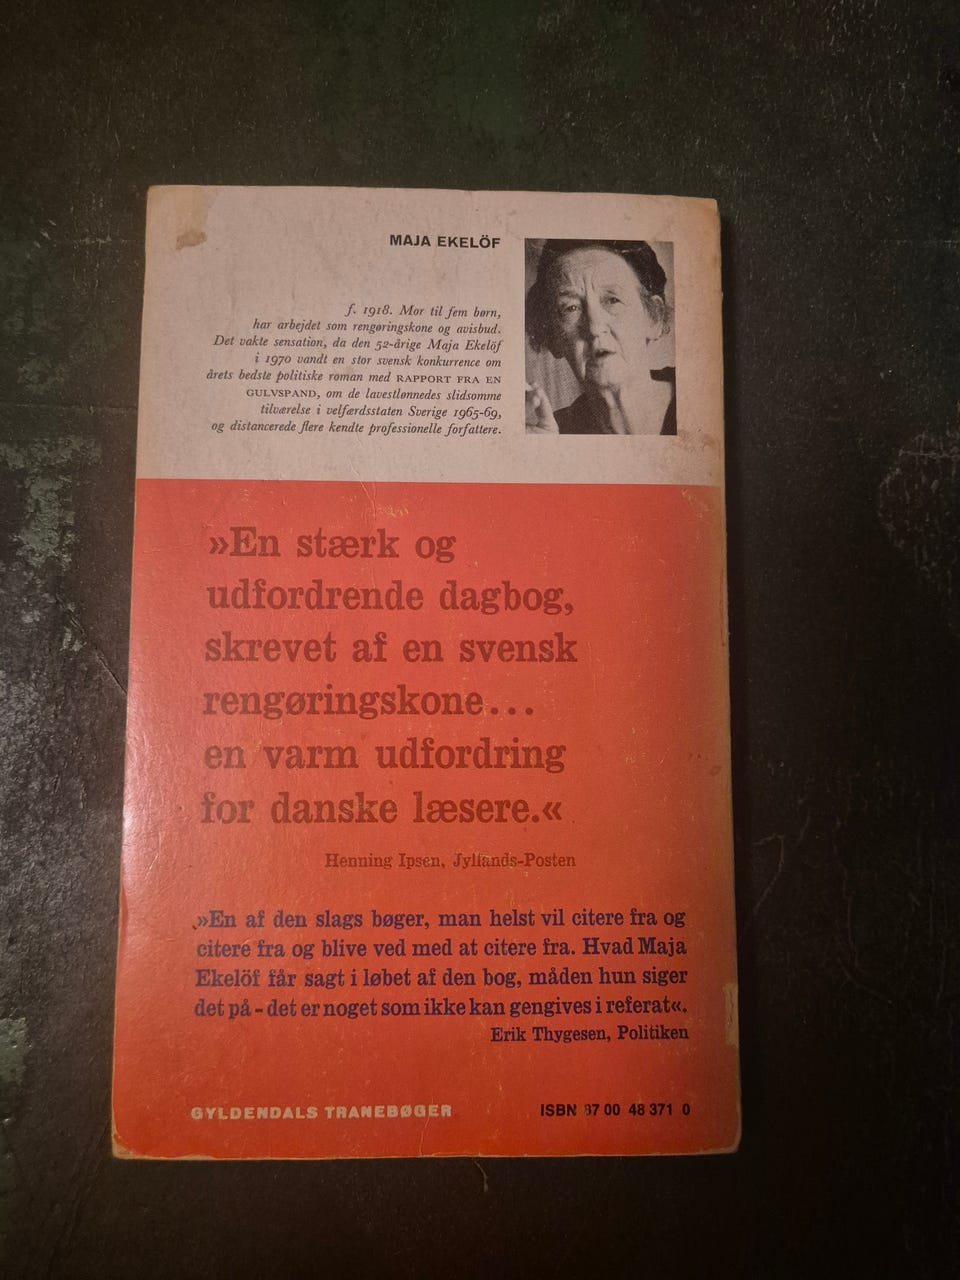 MAJA EKELÖF
f. 1918. Mor til fem børn,
har arbejdet som rengøringskone og avisbud.
Det vakte sensation, da den 52-årige Maja Ekelöf
i 1970 vandt en stor svensk konkurrence om
årets bedste politiske roman med RAPPORT FRA EN
GULVSPAND, om de lavestlønnedes slidsomme
tilværelse i velfærdsstaten Sverige 1965-69,
og distancerede flere kendte professionelle forfattere.
»En stærk og
udfordrende dagbog,
skrevet af en svensk
rengøringskone...
en varm udfordring
for danske læsere.«
Henning Ipsen, Jyllands-Posten
»En af den slags bøger, man helst vil citere fra og
citere fra og blive ved med at citere fra. Hvad Maja
Ekelöf får sagt i løbet af den bog, måden hun siger
det på - det er noget som ikke kan gengives i referat«.
Erik Thygesen, Politiken
GYLDENDALS TRANEBØGER
ISBN 87 00 48 371 0